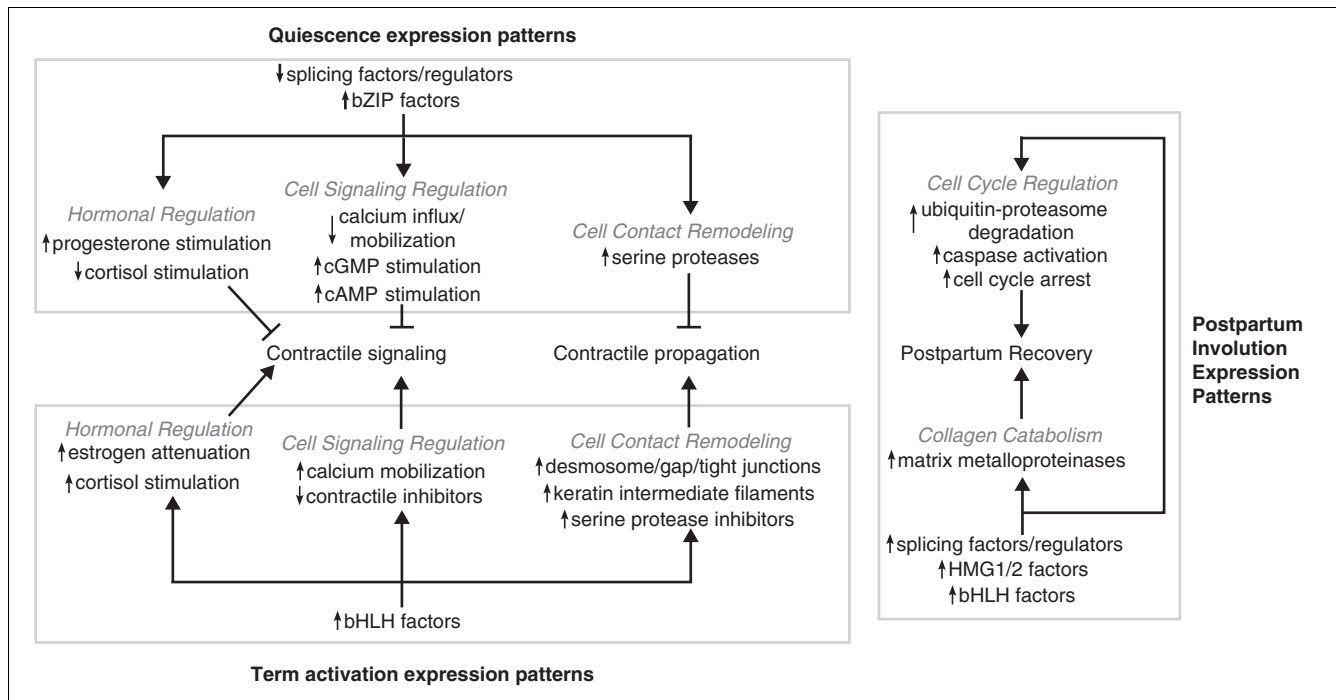 Quiescence expression patterns
↓splicing factors/regulators
↑bZIP factors
Hormonal Regulation
↑progesterone stimulation
↓cortisol stimulation
Cell Signaling Regulation
↓calcium influx/
mobilization
↑cGMP stimulation
↑cAMP stimulation
Cell Contact Remodeling
↑serine proteases
Contractile signaling
Contractile propagation
Hormonal Regulation
↑estrogen attenuation
↑cortisol stimulation
Cell Signaling Regulation
↑calcium mobilization
↓contractile inhibitors
Cell Contact Remodeling
↑desmosome/gap/tight junctions
↑keratin intermediate filaments
↑serine protease inhibitors
↑bHLH factors
Term activation expression patterns
Cell Cycle Regulation
↑ubiquitin-proteasome
degradation
↑caspase activation
↑cell cycle arrest
Postpartum Recovery
Collagen Catabolism
↑matrix metalloproteinases
↑splicing factors/regulators
↑HMG1/2 factors
↑bHLH factors
Postpartum
Involution
Expression
Patterns